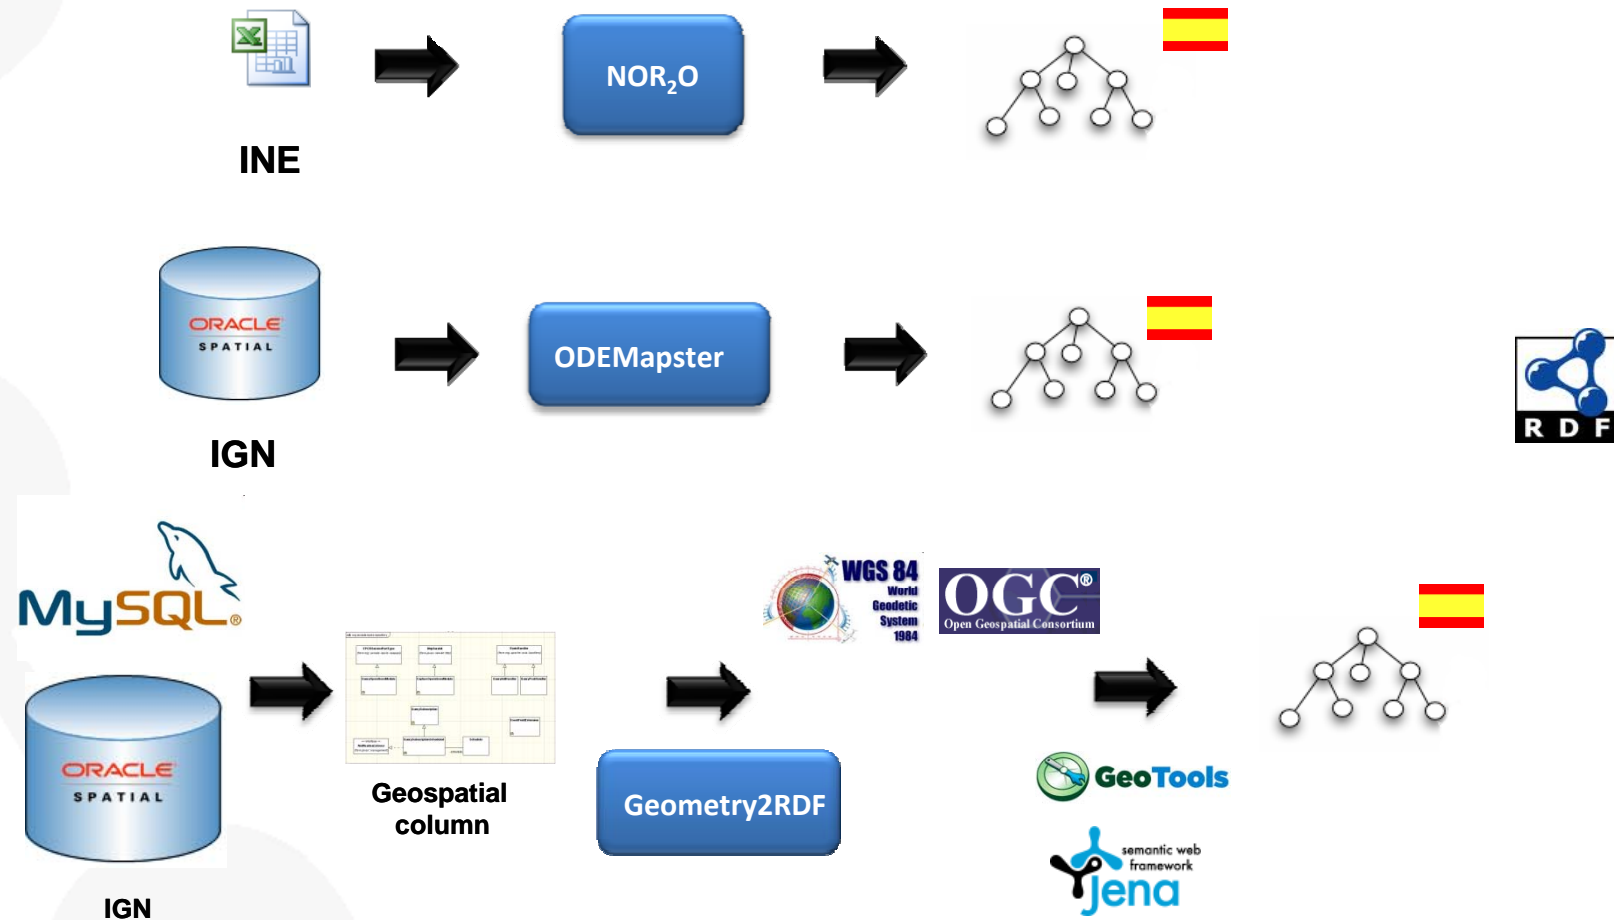 NOR2O
INE
ORACLE
SPATIAL
ODEMapster
RDF
IGN
MySQL®
WGS 84
World
Geodetic
System
1984
OGC®
Open Geospatial Consortium
ORACLE
SPATIAL
Geospatial
column
Geometry2RDF
GeoTools
semantic web
framework
jena
IGN